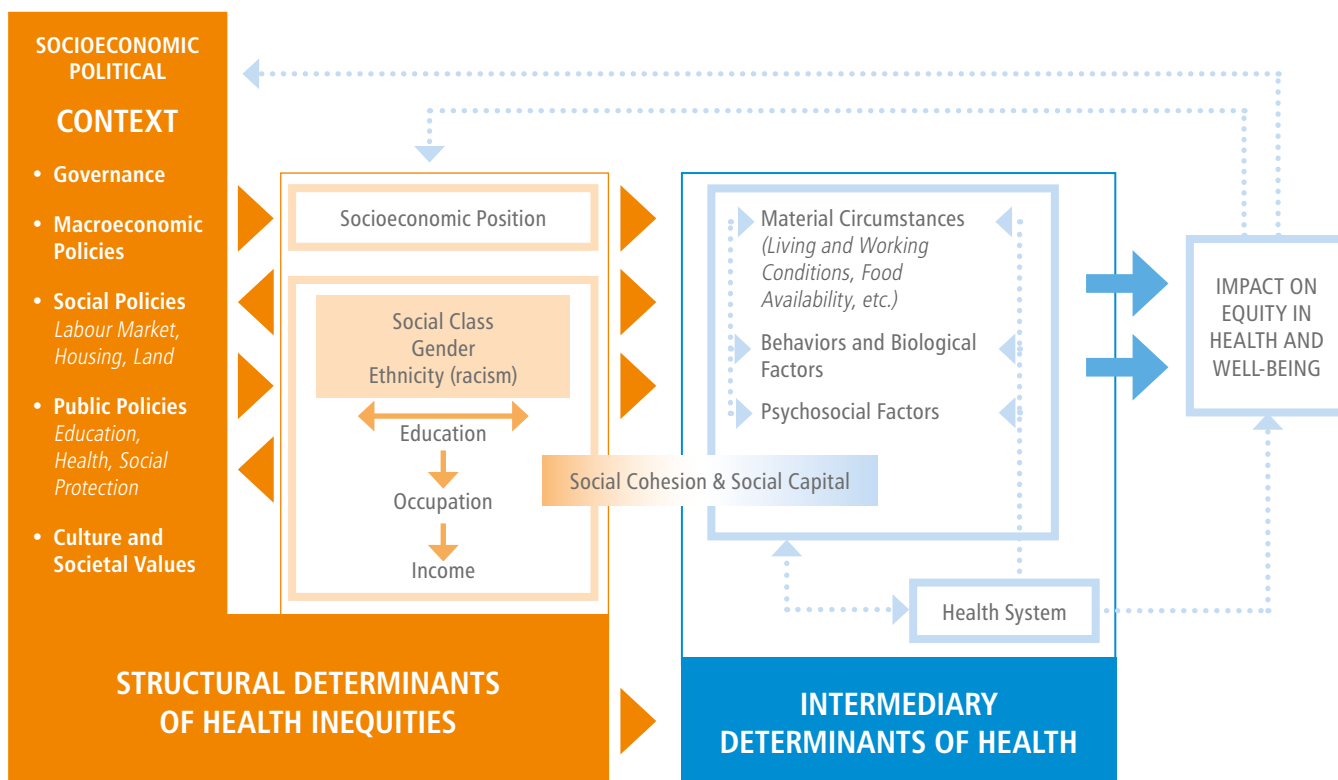 SOCIOECONOMIC
POLITICAL
CONTEXT
• Governance
• Macroeconomic
Policies
• Social Policies
Labour Market,
Housing, Land
• Public Policies
Education,
Health, Social
Protection
• Culture and
Societal Values
Socioeconomic Position
Social Class
Gender
Ethnicity (racism)
Education
Occupation
Income
Social Cohesion & Social Capital
Material Circumstances
(Living and Working
Conditions, Food
Availability, etc.)
Behaviors and Biological
Factors
Psychosocial Factors
Health System
IMPACT ON
EQUITY IN
HEALTH AND
WELL-BEING
STRUCTURAL DETERMINANTS
OF HEALTH INEQUITIES
INTERMEDIARY
DETERMINANTS OF HEALTH